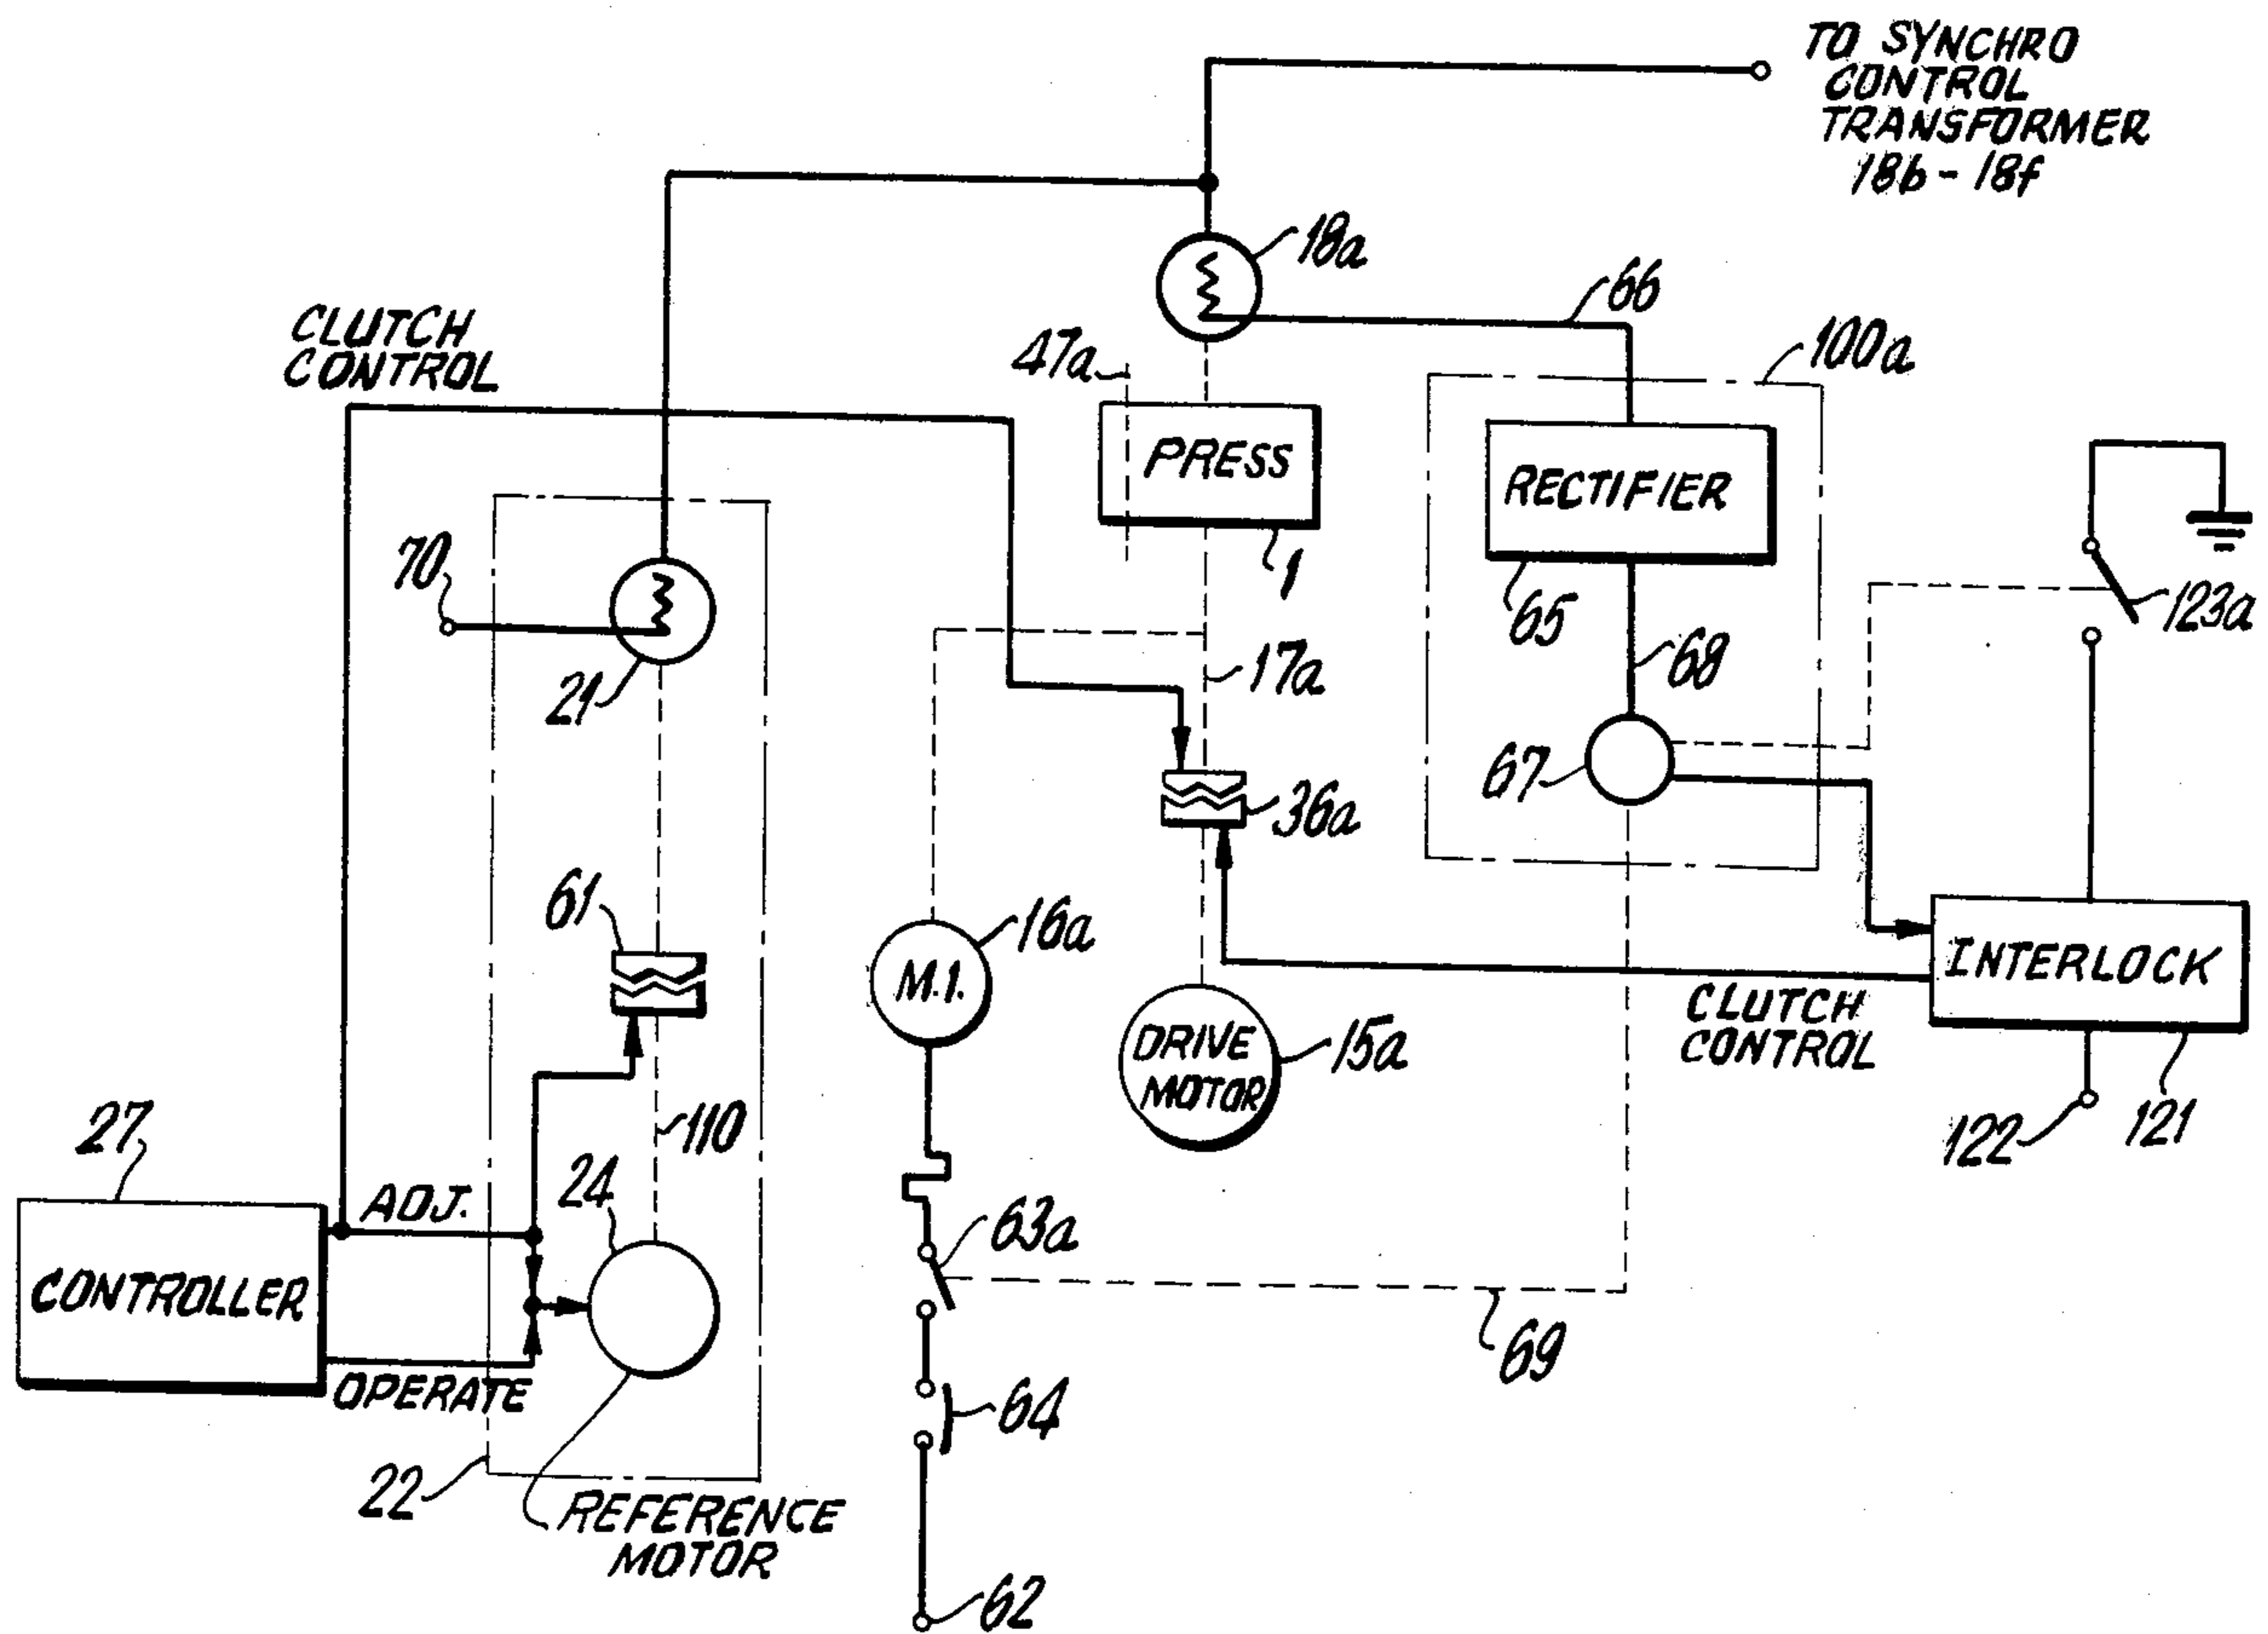 TO SYNCHRO
CONTROL
TRANSFORMER
18b - 18f
18a
66
CLUTCH
CONTROL
47a
100a
PRESS
RECTIFIER
70
1
65
123a
21
17a
68
67
36a
61
16a
M.I.
INTERLOCK
DRIVE
MOTOR
15a
CLUTCH
CONTROL
27
110
122
121
ADJ.
24
63a
CONTROLLER
69
OPERATE
64
22
REFERENCE
MOTOR
62